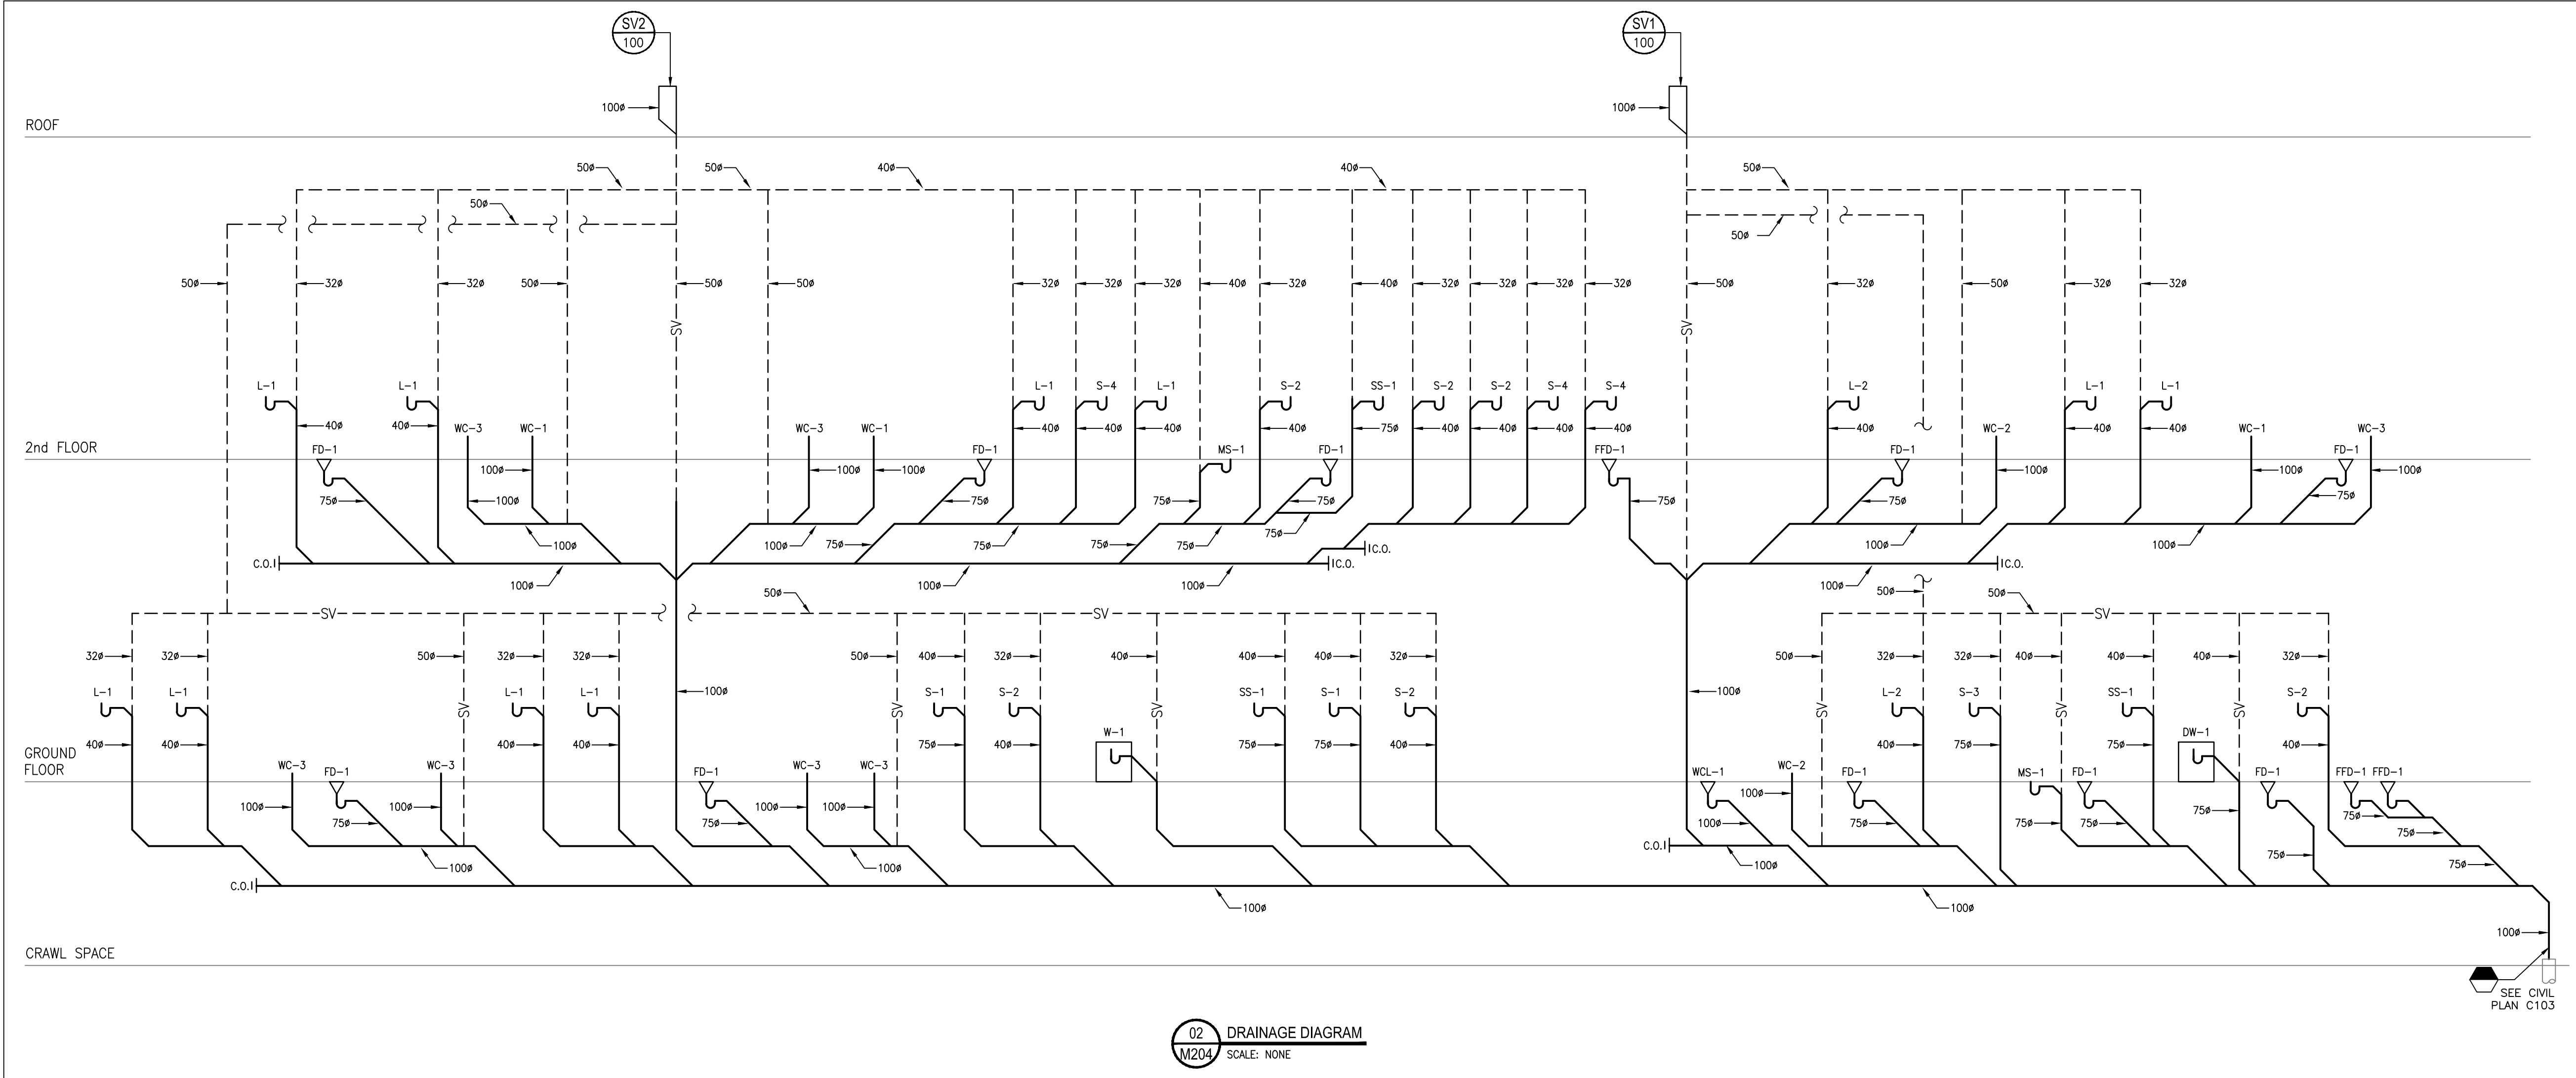 SV2
100
SV1
100
100ø
100ø
ROOF
50ø
50ø
40ø
40ø
50ø
50ø
50ø
50ø
32ø
32ø
50ø
50ø
50ø
32ø
32ø
32ø
40ø
32ø
40ø
32ø
32ø
32ø
32ø
50ø
32ø
50ø
32ø
32ø
SV
SV
L-1
L-1
L-1
S-4
L-1
S-2
SS-1
S-2
S-2
S-4
S-4
L-2
L-1
L-1
40ø
40ø
WC-3
WC-1
WC-3
WC-1
40ø
40ø
40ø
40ø
75ø
40ø
40ø
40ø
40ø
40ø
WC-2
40ø
40ø
WC-1
WC-3
2nd FLOOR
FD-1
FD-1
MS-1
FD-1
FFD-1
FD-1
FD-1
100ø
100ø
100ø
100ø
100ø
100ø
75ø
100ø
75ø
75ø
75ø
75ø
75ø
75ø
100ø
100ø
75ø
75ø
75ø
75ø
75ø
100ø
100ø
C.O.
C.O.
C.O.
C.O.
100ø
100ø
100ø
100ø
50ø
50ø
50ø
SV
SV
SV
32ø
32ø
50ø
32ø
32ø
50ø
40ø
32ø
40ø
40ø
40ø
32ø
50ø
32ø
32ø
40ø
40ø
40ø
32ø
L-1
L-1
L-1
L-1
100ø
S-1
S-2
SS-1
S-1
S-2
100ø
L-2
S-3
SS-1
S-2
SV
SV
SV
SV
SV
SV
W-1
DW-1
GROUND
FLOOR
40ø
40ø
40ø
40ø
75ø
40ø
75ø
75ø
40ø
40ø
75ø
75ø
40ø
WC-3
FD-1
WC-3
FD-1
WC-3
WC-3
WCL-1
WC-2
FD-1
MS-1
FD-1
FD-1
FFD-1
FFD-1
100ø
75ø
100ø
75ø
100ø
100ø
100ø
100ø
75ø
75ø
75ø
75ø
75ø
75ø
75ø
75ø
C.O.
100ø
100ø
100ø
C.O.
100ø
100ø
100ø
CRAWL SPACE
SEE CIVIL
PLAN C103
02
M204
DRAINAGE DIAGRAM
SCALE: NONE